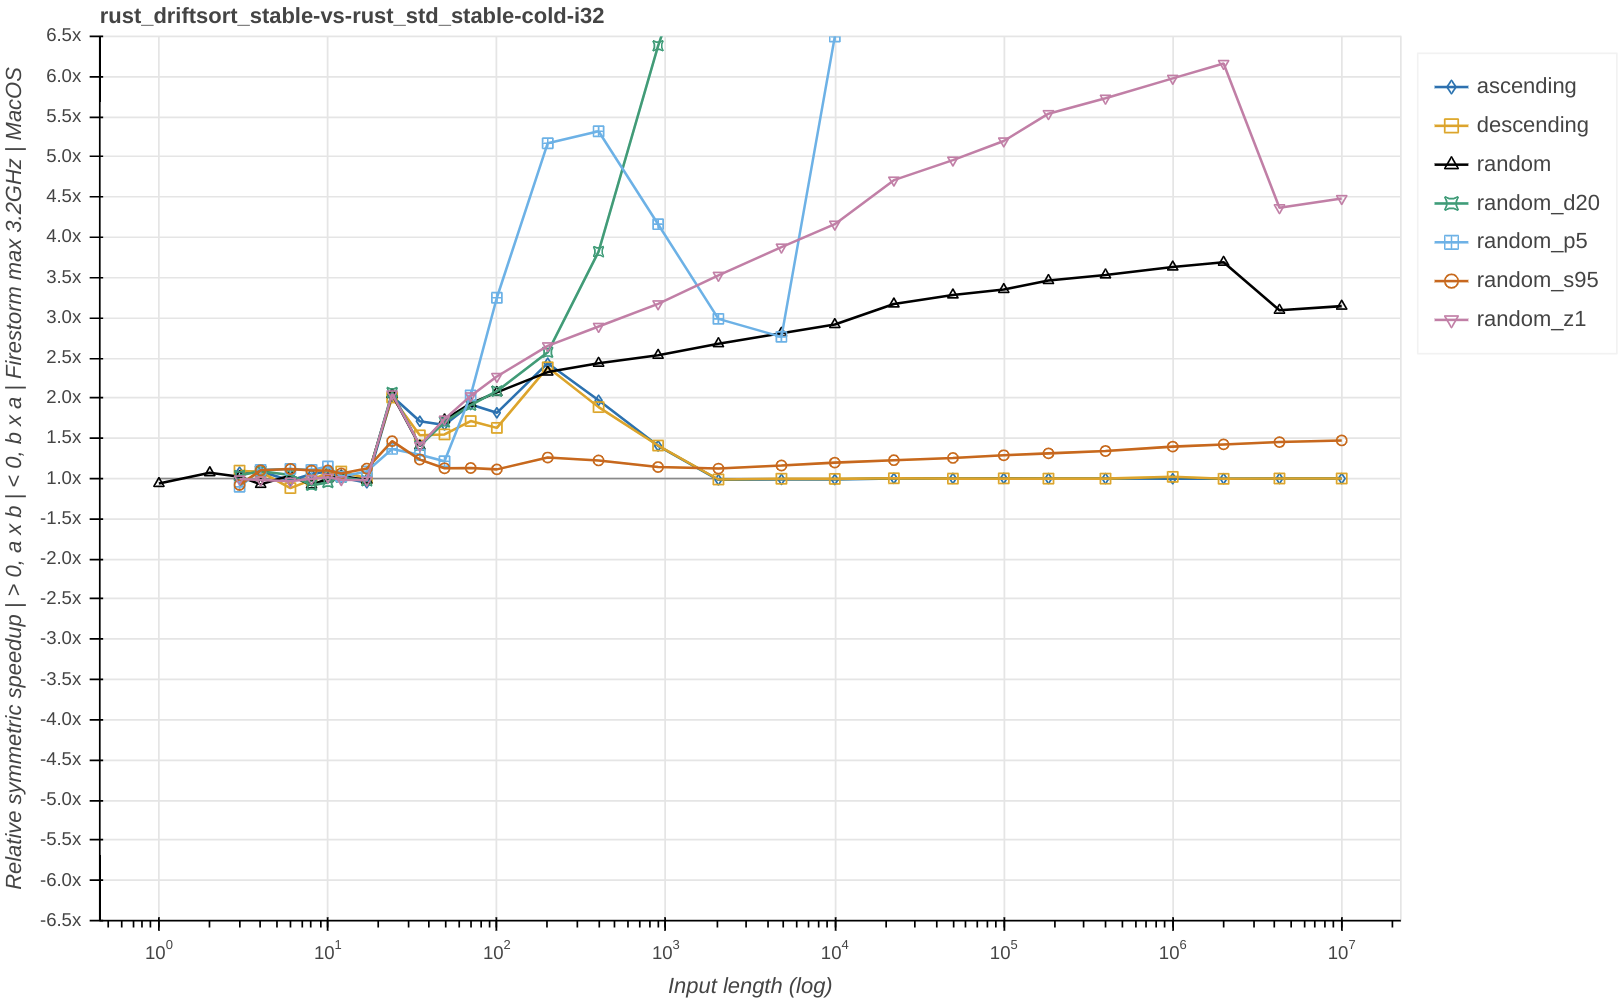 rust_driftsort_stable-vs-rust_std_stable-cold-i32
Relative symmetric speedup | > 0, a x b | < 0, b x a | Firestorm max 3.2GHz | MacOS
6.5x
6.0x
5.5x
5.0x
4.5x
4.0x
3.5x
3.0x
2.5x
2.0x
1.5x
1.0x
-1.5x
-2.0x
-2.5x
-3.0x
-3.5x
-4.0x
-4.5x
-5.0x
-5.5x
-6.0x
-6.5x
10⁰ 10¹ 10² 10³ 10⁴ 10⁵ 10⁶ 10⁷
Input length (log)
ascending
descending
random
random_d20
random_p5
random_s95
random_z1